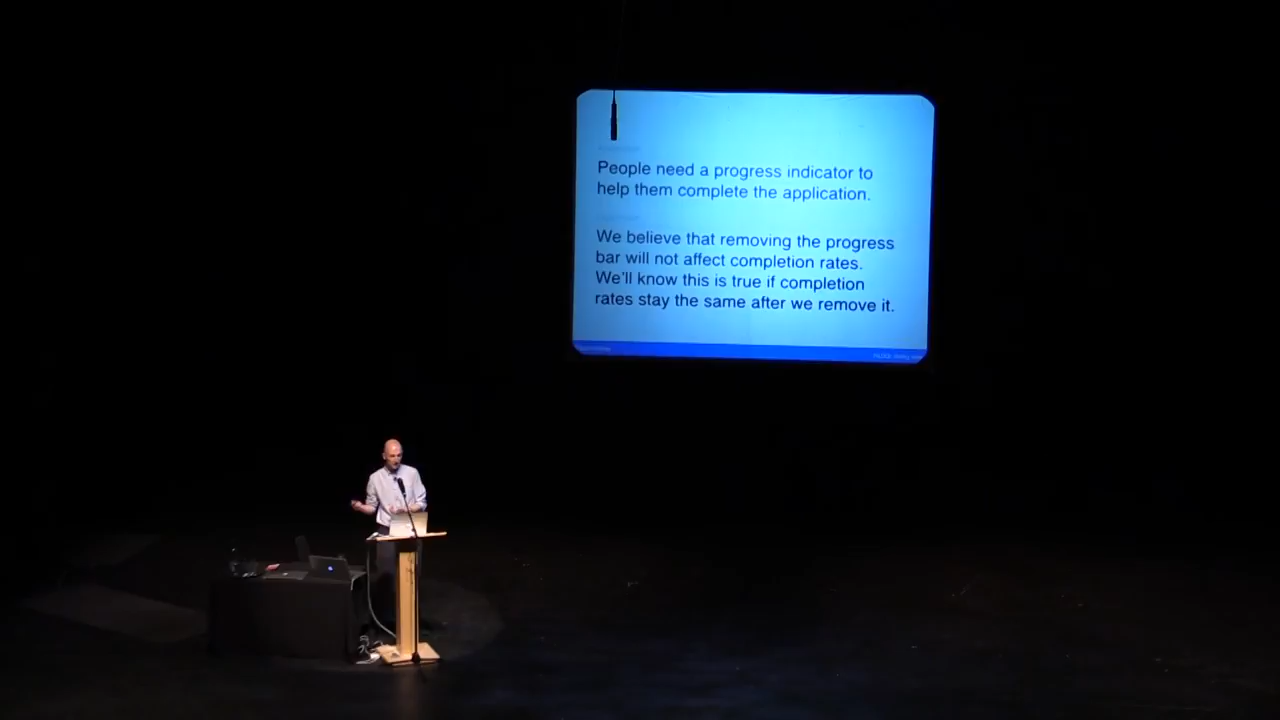 People need a progress indicator to
help them complete the application.
We believe that removing the progress
bar will not affect completion rates.
We'll know this is true if completion
rates stay the same after we remove it.